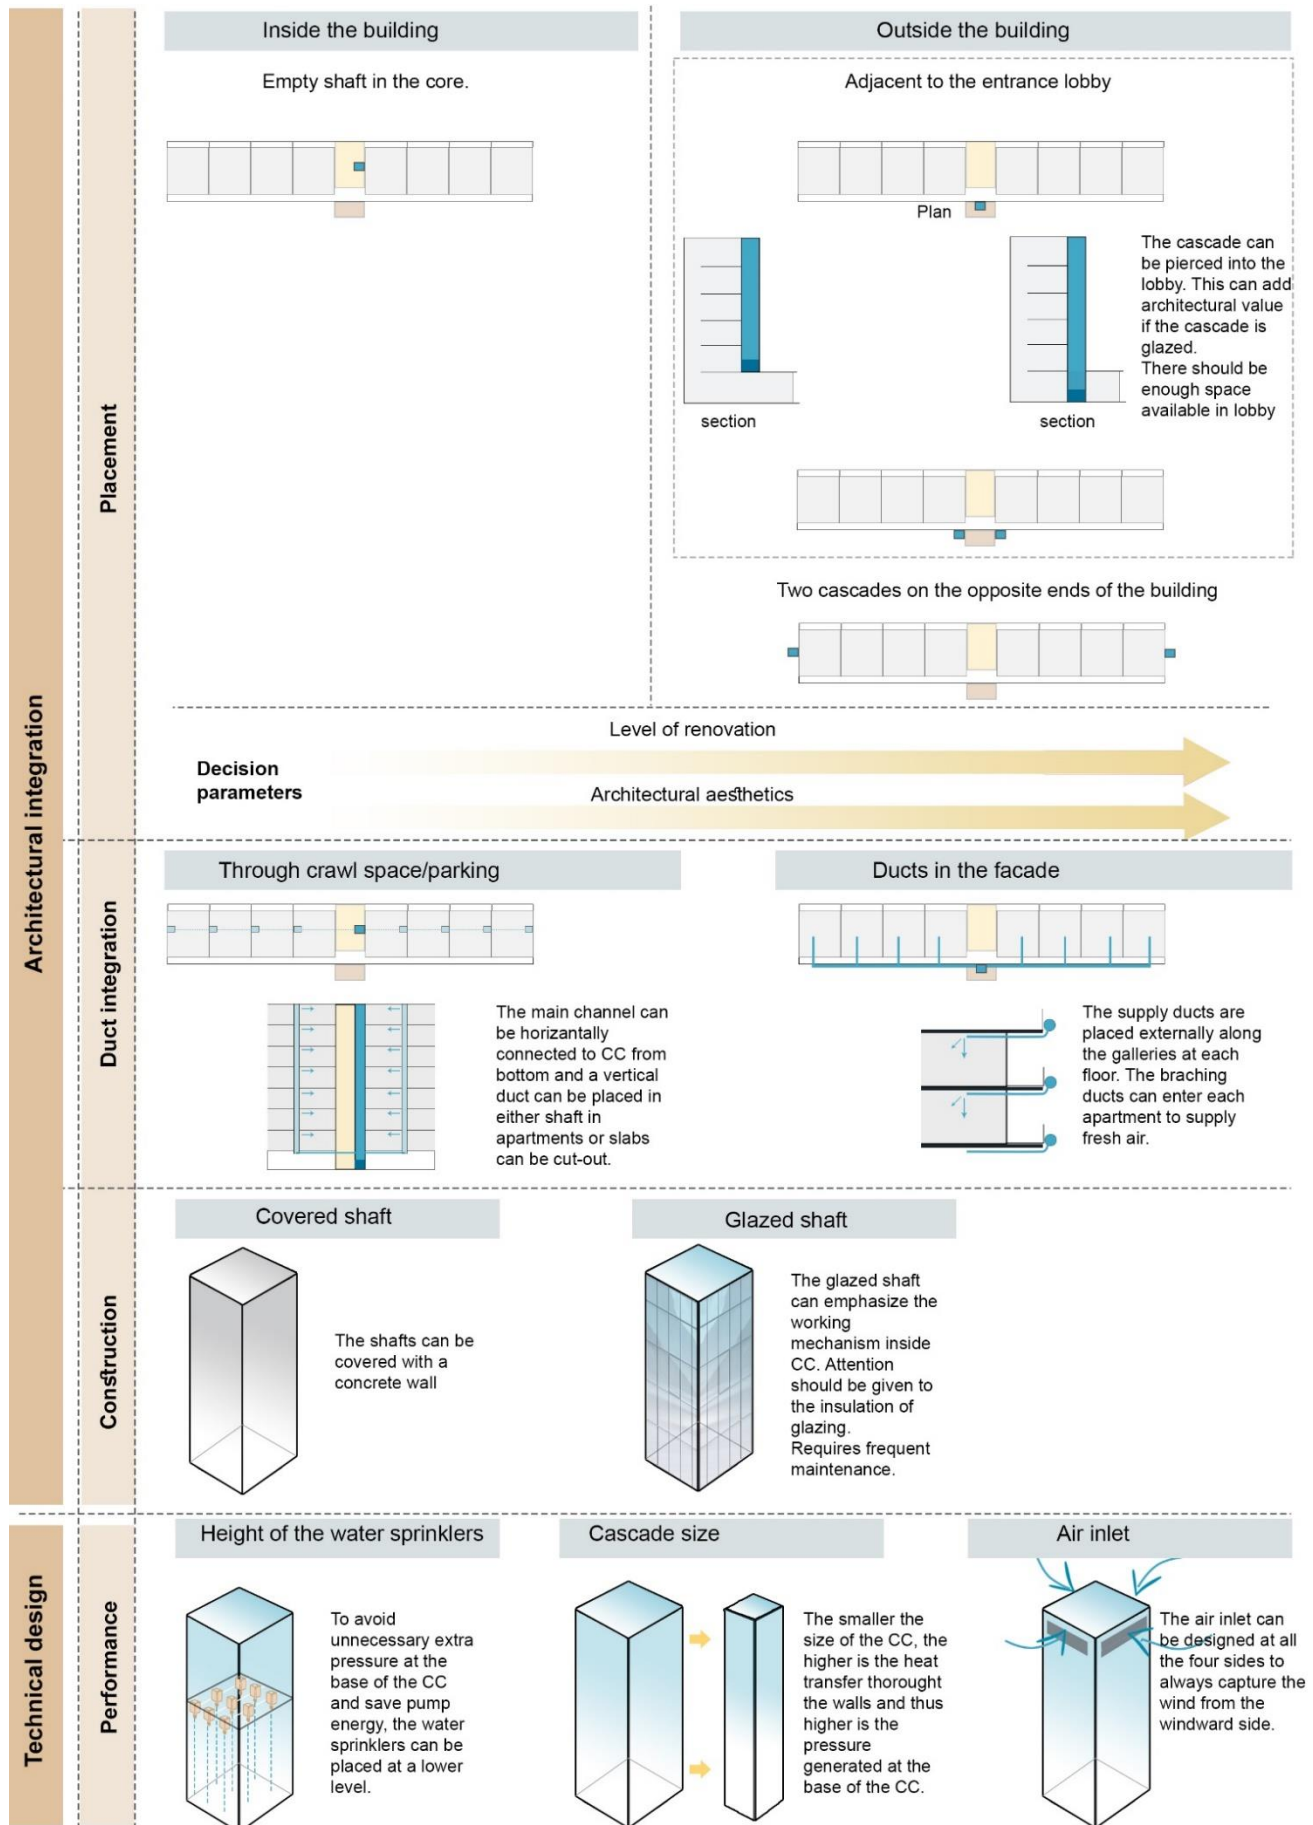 Inside the building
Outside the building
Empty shaft in the core.
Adjacent to the entrance lobby
Plan
The cascade can
be pierced into the
lobby. This can add
architectural value
if the cascade is
glazed.
There should be
enough space
available in lobby
section
section
Two cascades on the opposite ends of the building
Placement
Level of renovation
Decision
parameters
Architectural aesthetics
Architectural integration
Through crawl space/parking
Ducts in the facade
Duct integration
The main channel can
be horizantally
connected to CC from
bottom and a vertical
duct can be placed in
either shaft in
apartments or slabs
can be cut-out.
The supply ducts are
placed externally along
the galleries at each
floor. The braching
ducts can enter each
apartment to supply
fresh air.
Covered shaft
Glazed shaft
Construction
The shafts can be
covered with a
concrete wall
The glazed shaft
can emphasize the
working
mechanism inside
CC. Attention
should be given to
the insulation of
glazing.
Requires frequent
maintenance.
Height of the water sprinklers
Cascade size
Air inlet
Technical design
Performance
To avoid
unnecessary extra
pressure at the
base of the CC
and save pump
energy, the water
sprinklers can be
placed at a lower
level.
The smaller the
size of the CC, the
higher is the heat
transfer thorought
the walls and thus
higher is the
pressure
generated at the
base of the CC.
The air inlet can
be designed at all
the four sides to
always capture the
wind from the
windward side.